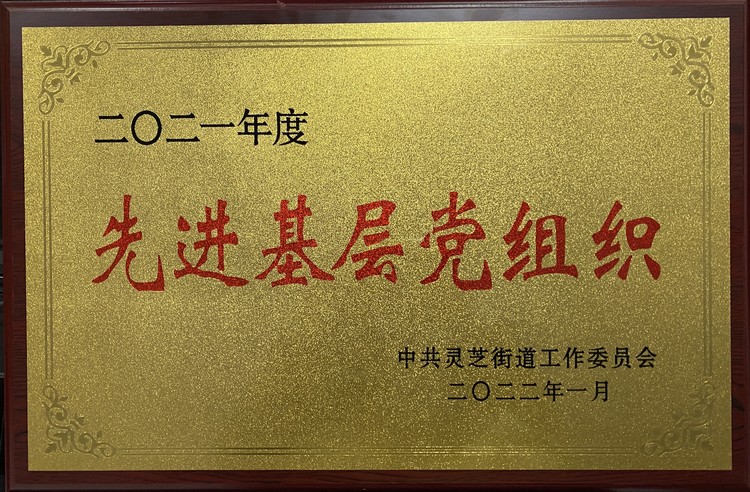 二〇二一年度
先进基层党组织
中共灵芝街道工作委员会
二〇二二年一月